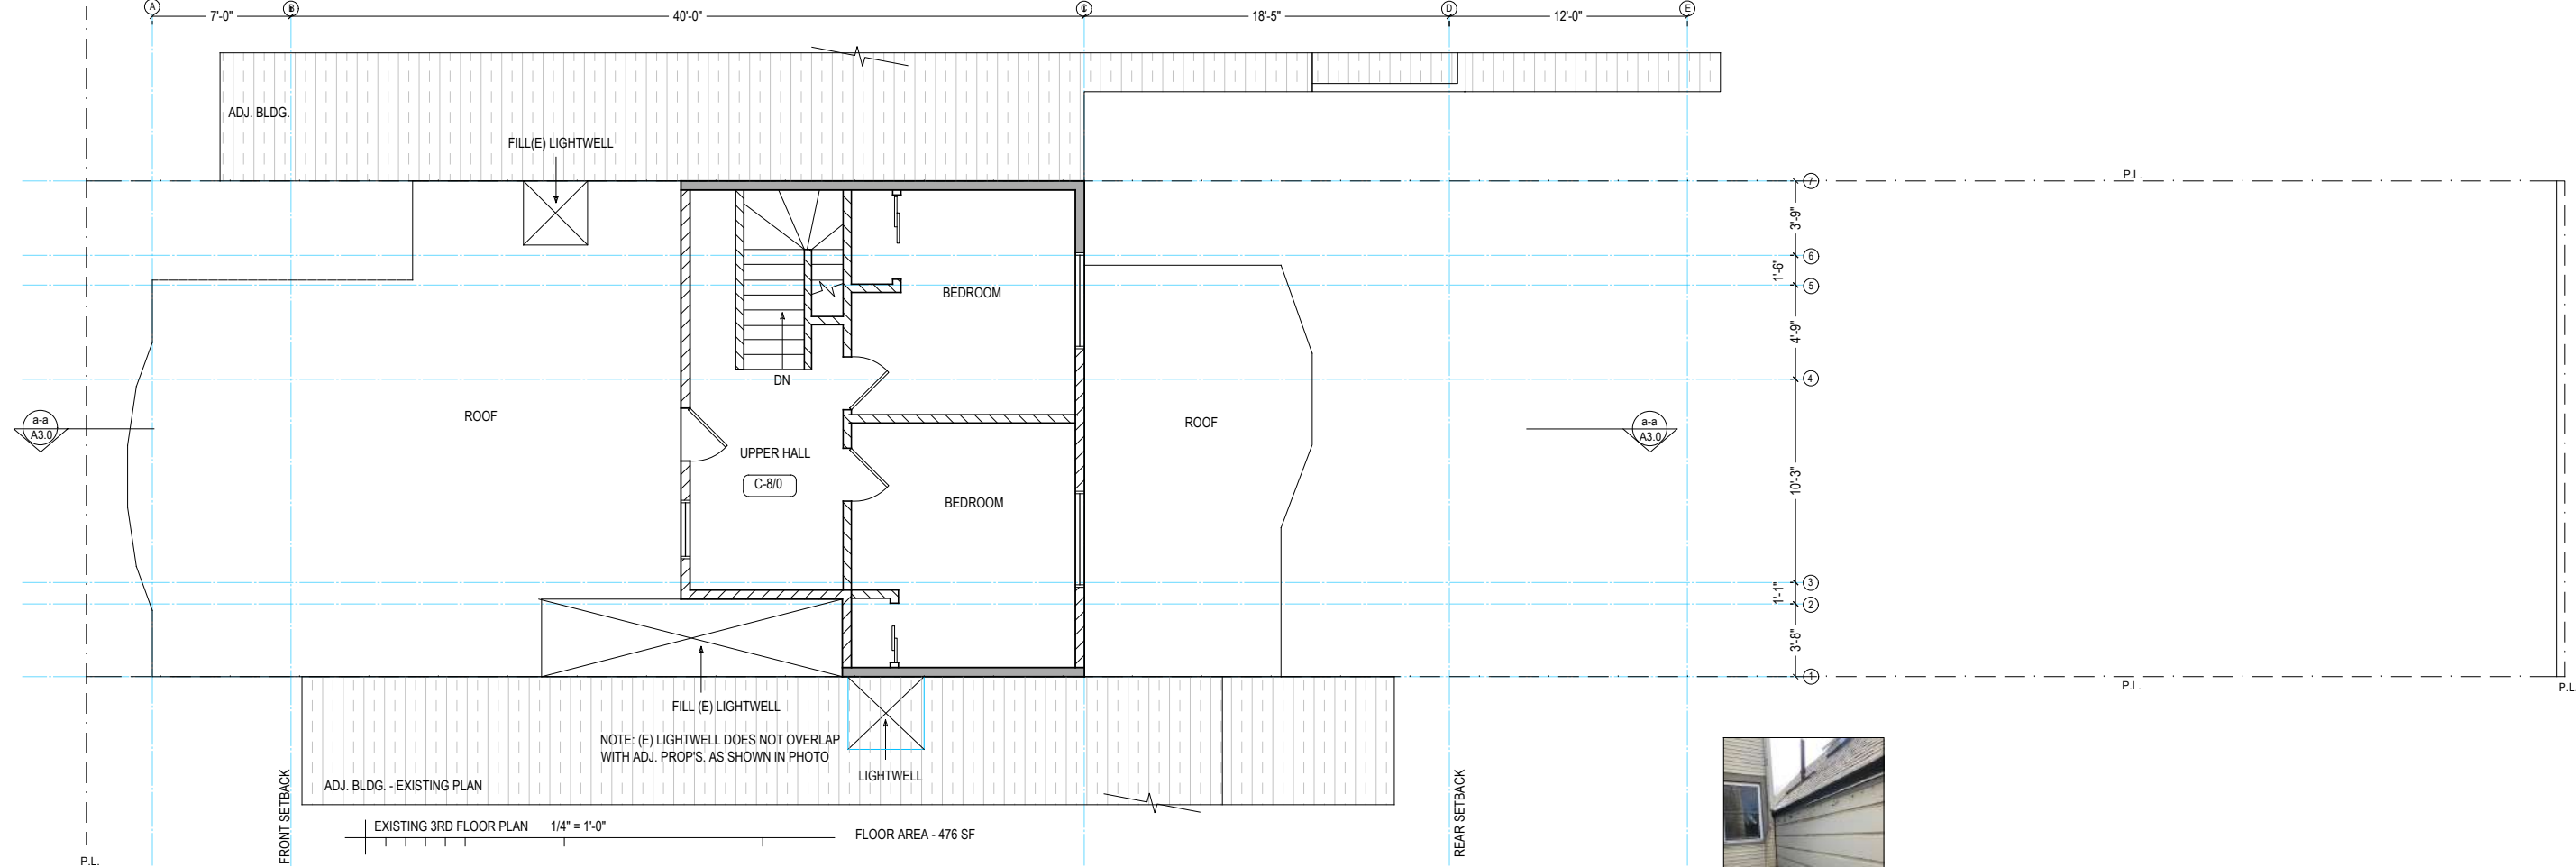 A
B
C
D
E
7'-0"
40'-0"
18'-5"
12'-0"
ADJ. BLDG.
FILL(E) LIGHTWELL
P.L.
7
3'-9"
6
1'-6"
5
BEDROOM
4'-9"
DN
4
ROOF
a-a
A3.0
ROOF
a-a
A3.0
UPPER HALL
C-8/0
10'-3"
BEDROOM
3
1'-1"
2
3'-8"
1
P.L.
P.L.
FILL (E) LIGHTWELL
NOTE: (E) LIGHTWELL DOES NOT OVERLAP
WITH ADJ. PROP'S. AS SHOWN IN PHOTO
LIGHTWELL
ADJ. BLDG. - EXISTING PLAN
FRONT SETBACK
REAR SETBACK
EXISTING 3RD FLOOR PLAN 1/4" = 1'-0"
FLOOR AREA - 476 SF
P.L.